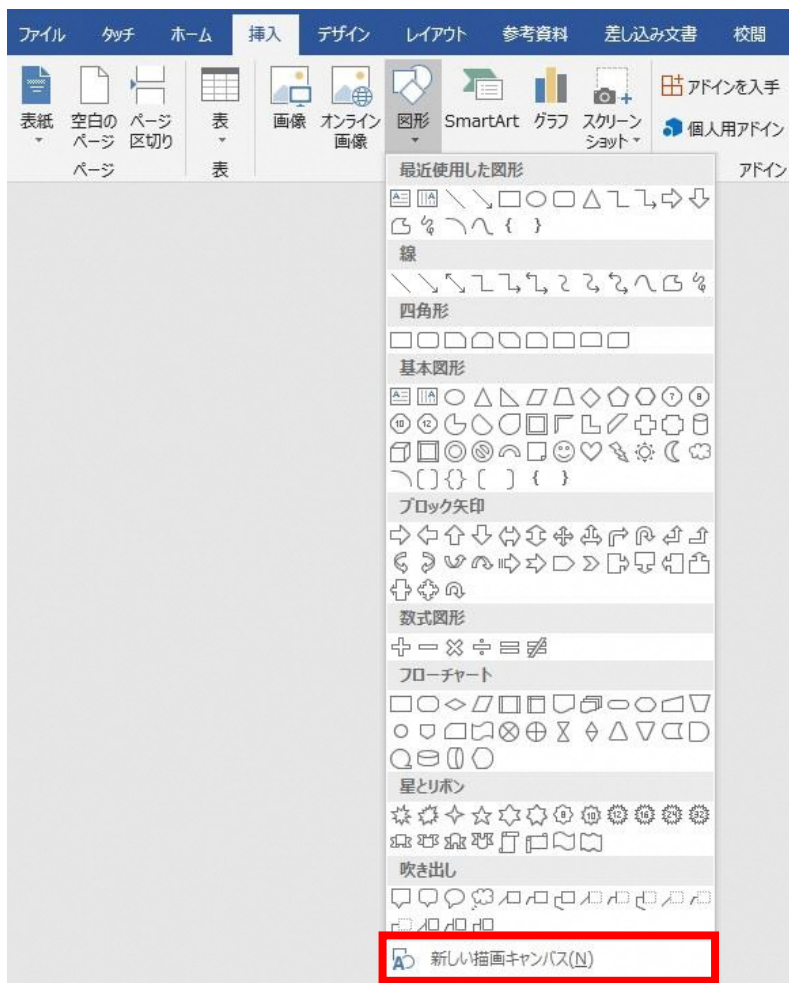 ファイル タッチ ホーム 挿入 デザイン レイアウト 参考資料 差し込み文書 校閲
表紙 空白の ページ 表 画像 オンライン 図形 SmartArt グラフ スクリーン アドインを入手
ページ 区切り 画像 ショット 個人用アドイン
ページ 表 アドイン
最近使用した図形
線
四角形
基本図形
ブロック矢印
数式図形
フローチャート
星とリボン
吹き出し
新しい描画キャンバス(N)